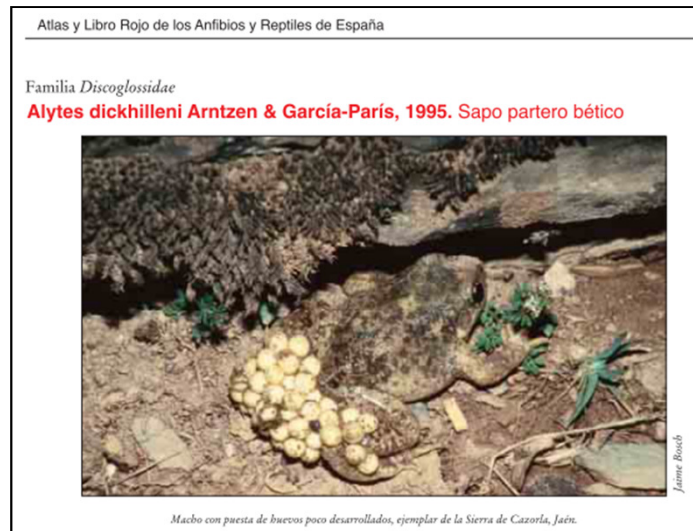 Atlas y Libro Rojo de los Anfibios y Reptiles de España
Familia Discoglossidae
Alytes dickhilleni Arntzen & García-París, 1995. Sapo partero bético
Jaime Bosch
Macho con puesta de huevos poco desarrollados, ejemplar de la Sierra de Cazorla, Jaén.